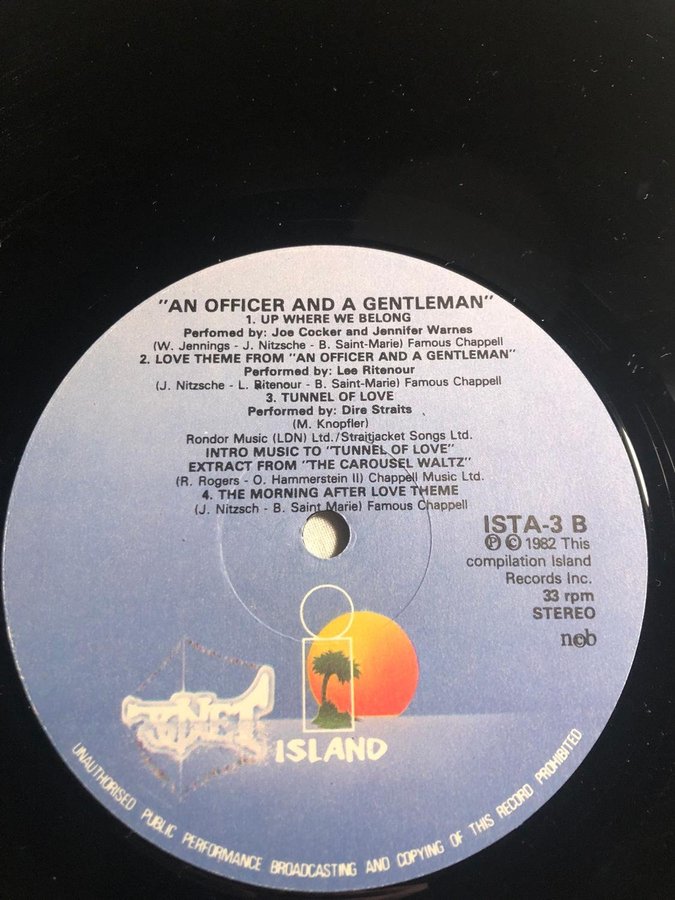 "AN OFFICER AND A GENTLEMAN"
1. UP WHERE WE BELONG
Perfomed by: Joe Cocker and Jennifer Warnes
(W. Jennings - J. Nitzsche - B. Saint-Marie) Famous Chappell
2. LOVE THEME FROM "AN OFFICER AND A GENTLEMAN"
Performed by: Lee Ritenour
(J. Nitzsche - L. Ritenour - B. Saint-Marie) Famous Chappell
3. TUNNEL OF LOVE
Performed by: Dire Straits
(M. Knopfler)
Rondor Music (LDN) Ltd./Straitjacket Songs Ltd.
INTRO MUSIC TO "TUNNEL OF LOVE"
EXTRACT FROM "THE CAROUSEL WALTZ"
(R. Rogers - O. Hammerstein II) Chappell Music Ltd.
4. THE MORNING AFTER LOVE THEME
(J. Nitzsch - B. Saint Marie) Famous Chappell
ISTA-3 B
℗ © 1982 This
compilation Island
Records Inc.
33 rpm
STEREO
n©b
ISLAND
UNAUTHORISED PUBLIC PERFORMANCE BROADCASTING AND COPYING OF THIS RECORD PROHIBITED